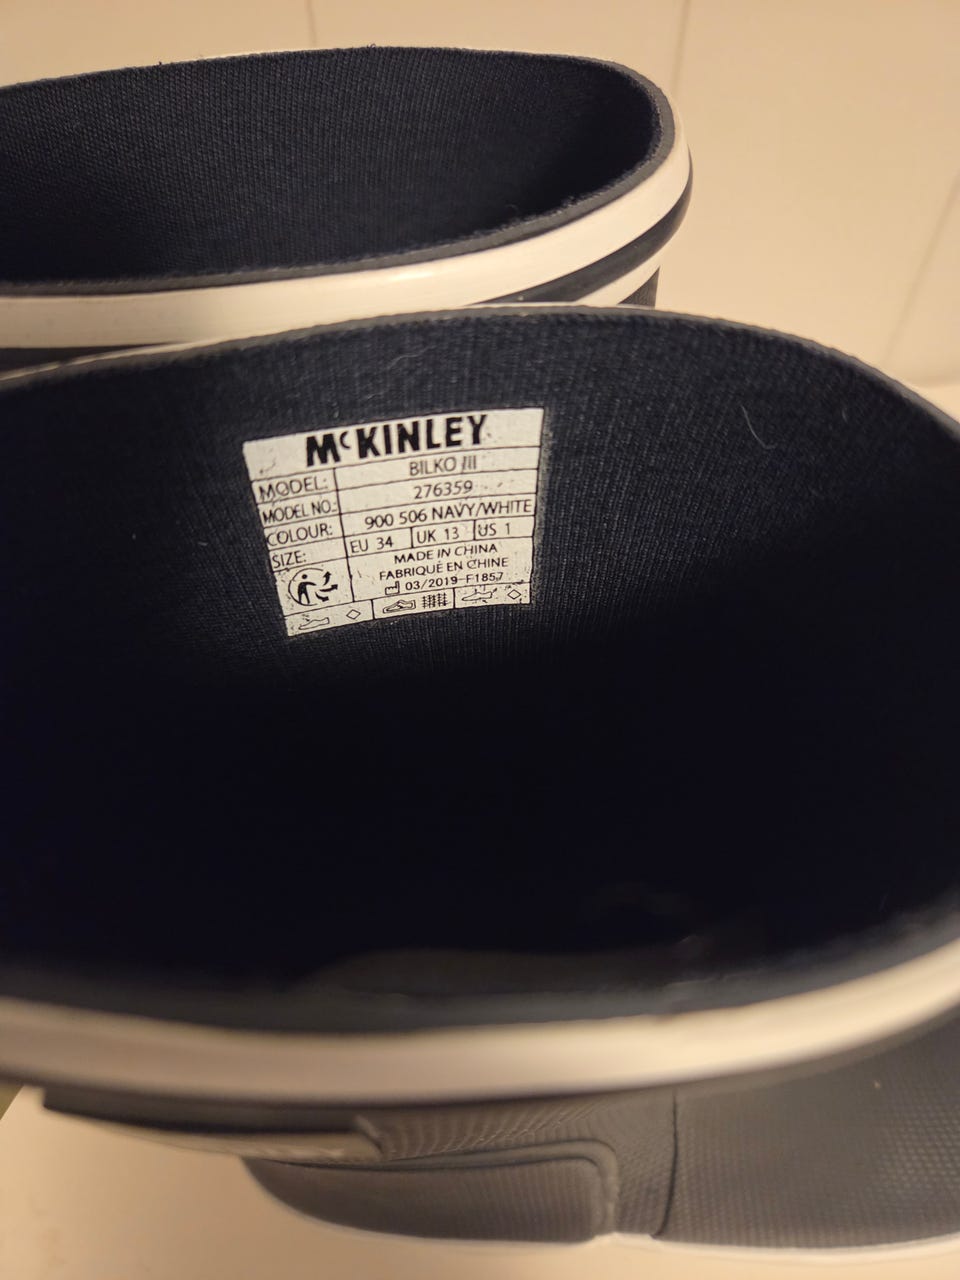 McKINLEY
MODEL: BILKO III
MODEL NO.: 276359
COLOUR: 900 506 NAVY/WHITE
SIZE: EU 34 UK 13 US 1
MADE IN CHINA
FABRIQUÉ EN CHINE
03/2019-F1857